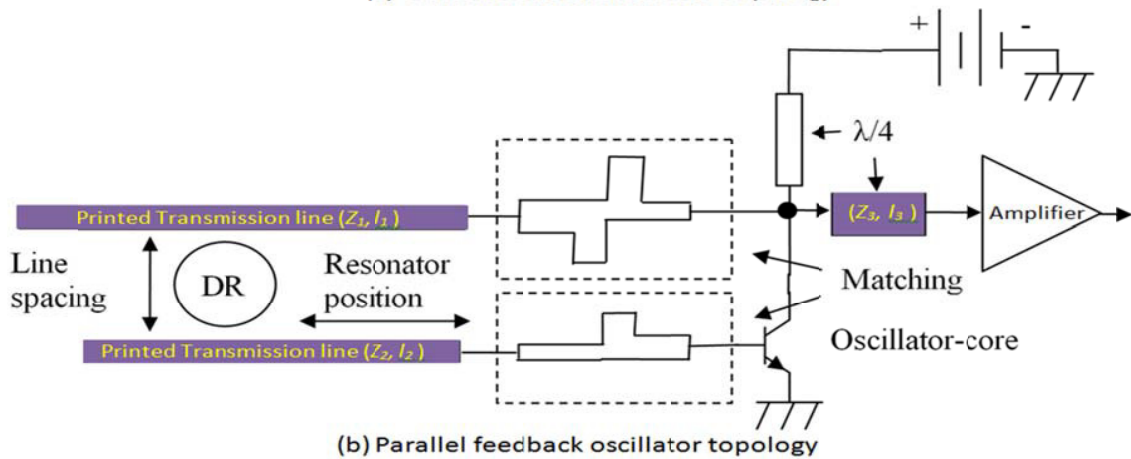 + -
λ/4
Printed Transmission line (Z1, l1)
(Z3, l3)
Amplifier
Line
spacing
DR
Resonator
position
Matching
Printed Transmission line (Z2, l2)
Oscillator-core
(b) Parallel feedback oscillator topology